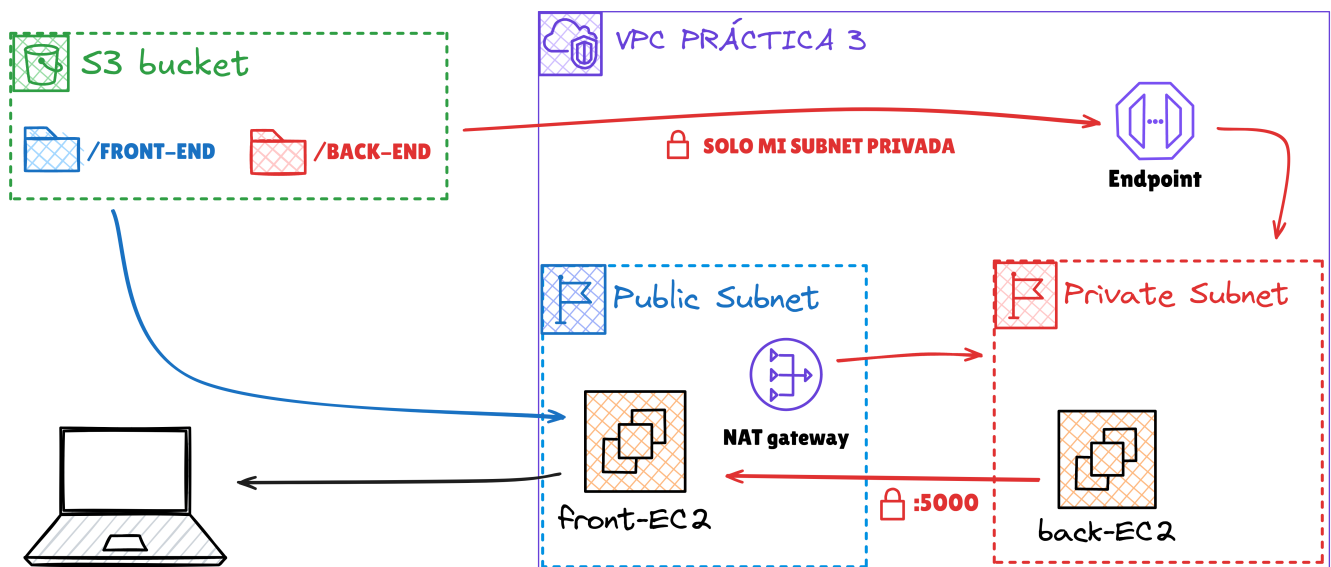 S3 bucket
/FRONT-END
/BACK-END
VPC PRÁCTICA 3
SOLO MI SUBNET PRIVADA
Endpoint
Public Subnet
NAT gateway
front-EC2
Private Subnet
:5000
back-EC2